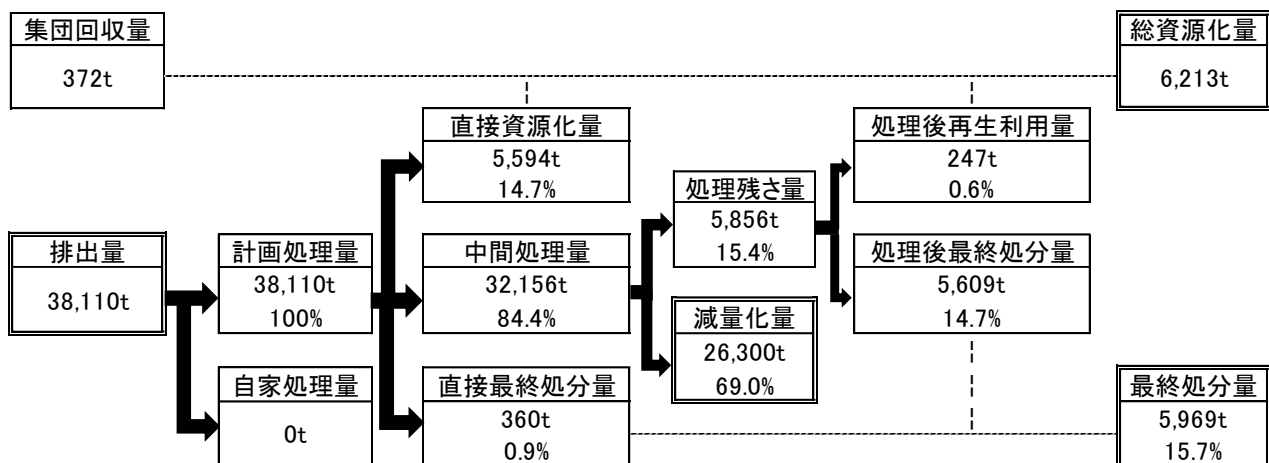 集団回収量
372t
総資源化量
6,213t
直接資源化量
5,594t
14.7%
処理後再生利用量
247t
0.6%
処理残さ量
5,856t
15.4%
排出量
38,110t
計画処理量
38,110t
100%
中間処理量
32,156t
84.4%
処理後最終処分量
5,609t
14.7%
減量化量
26,300t
69.0%
自家処理量
0t
直接最終処分量
360t
0.9%
最終処分量
5,969t
15.7%